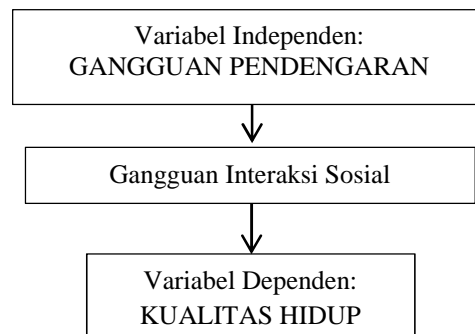 Variabel Independen:
GANGGUAN PENDENGARAN
Gangguan Interaksi Sosial
Variabel Dependen:
KUALITAS HIDUP